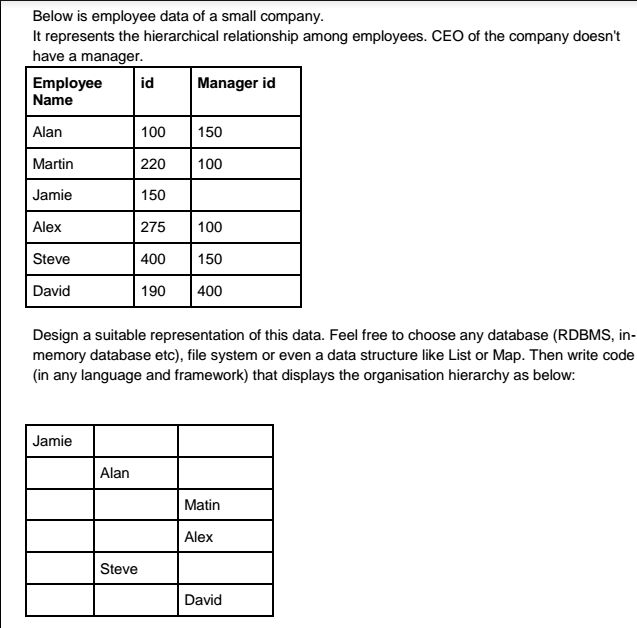 Below is employee data of a small company.
It represents the hierarchical relationship among employees. CEO of the company doesn't
have a manager.
Employee Name id Manager id
Alan 100 150
Martin 220 100
Jamie 150
Alex 275 100
Steve 400 150
David 190 400
Design a suitable representation of this data. Feel free to choose any database (RDBMS, in-
memory database etc), file system or even a data structure like List or Map. Then write code
(in any language and framework) that displays the organisation hierarchy as below:
Jamie
Alan
Matin
Alex
Steve
David